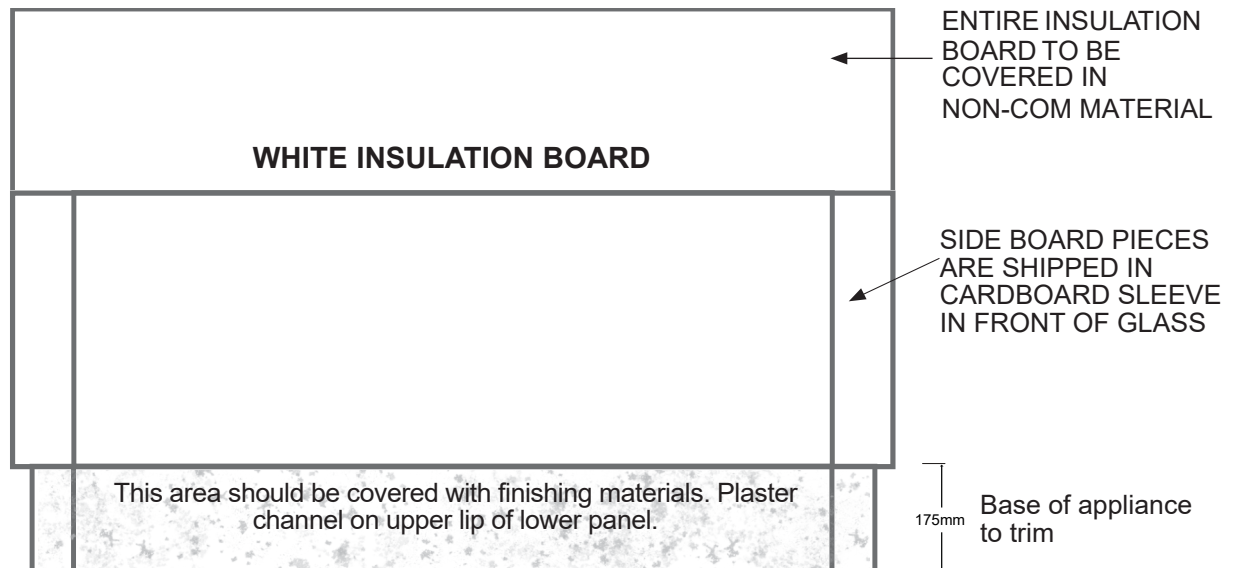 ENTIRE INSULATION
BOARD TO BE
COVERED IN
NON-COM MATERIAL
WHITE INSULATION BOARD
SIDE BOARD PIECES
ARE SHIPPED IN
CARDBOARD SLEEVE
IN FRONT OF GLASS
This area should be covered with finishing materials. Plaster
channel on upper lip of lower panel.
175mm
Base of appliance
to trim